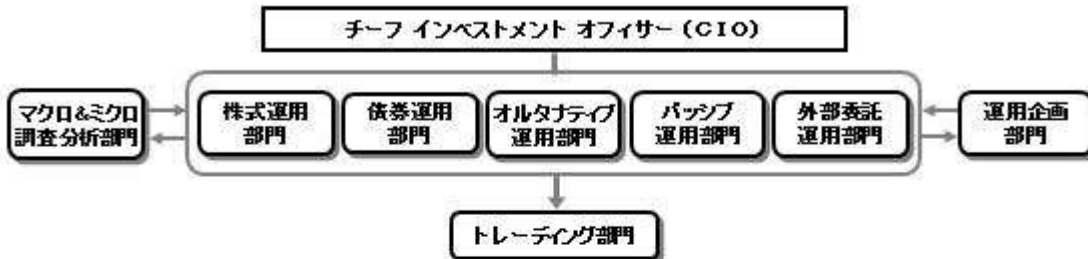 チーフ インベストメント オフィサー (CIO)
マクロ&ミクロ
調査分析部門
株式運用
部門
債券運用
部門
オルタナティブ
運用部門
パッシブ
運用部門
外部委託
運用部門
運用企画
部門
トレーディング部門